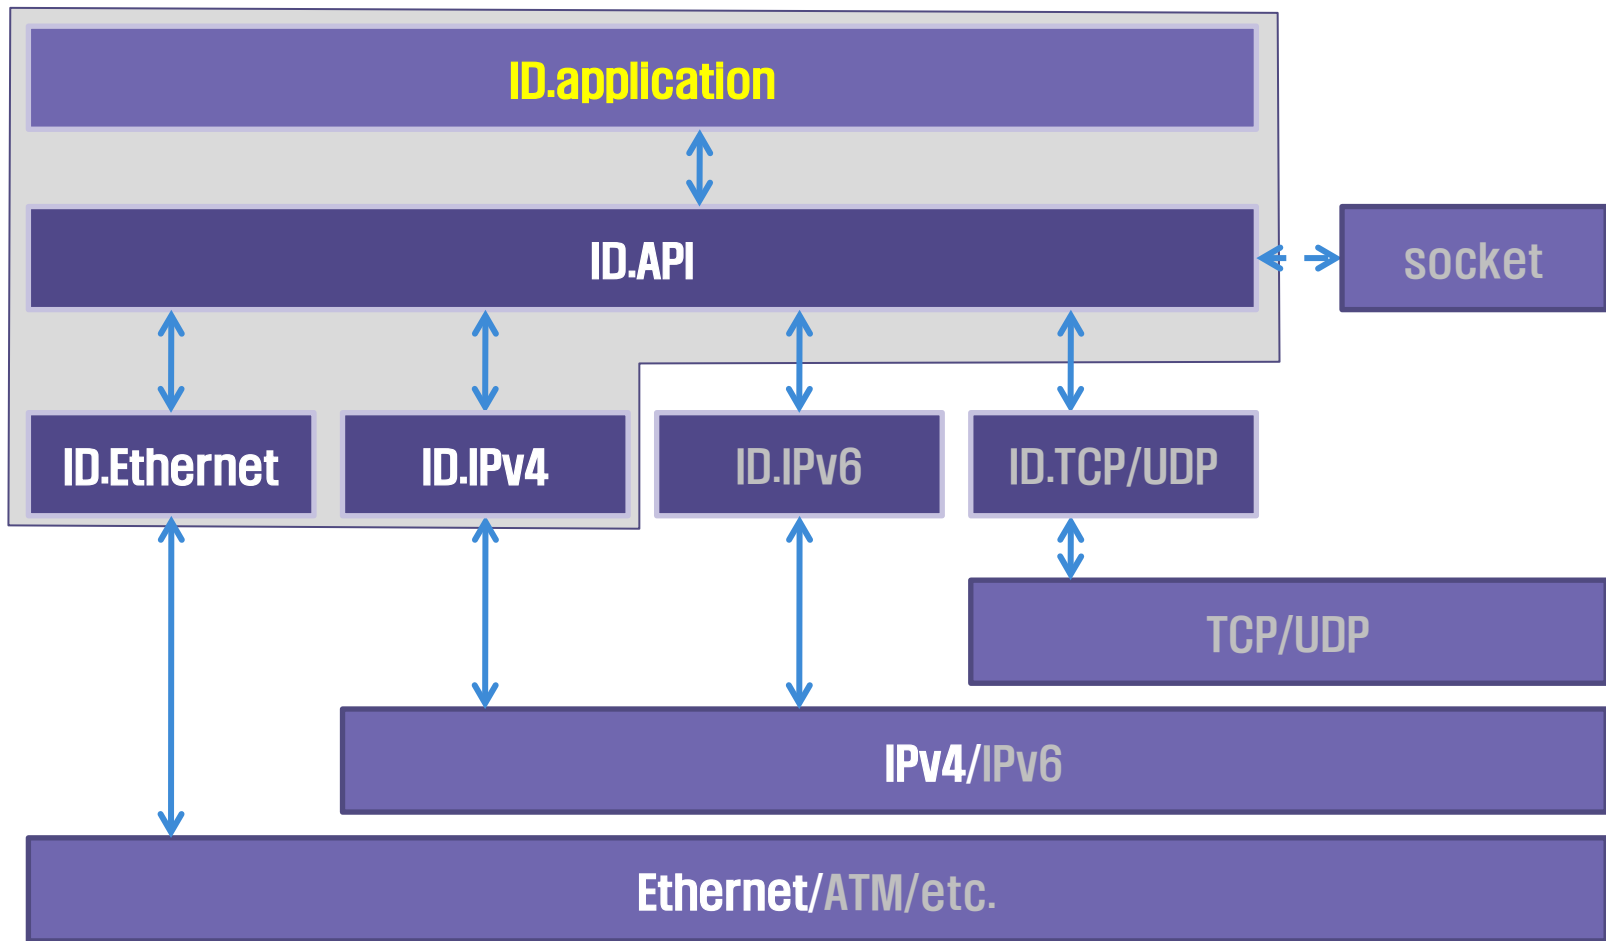 ID.application
ID.API
socket
ID.Ethernet
ID.IPv4
ID.IPv6
ID.TCP/UDP
TCP/UDP
IPv4/IPv6
Ethernet/ATM/etc.